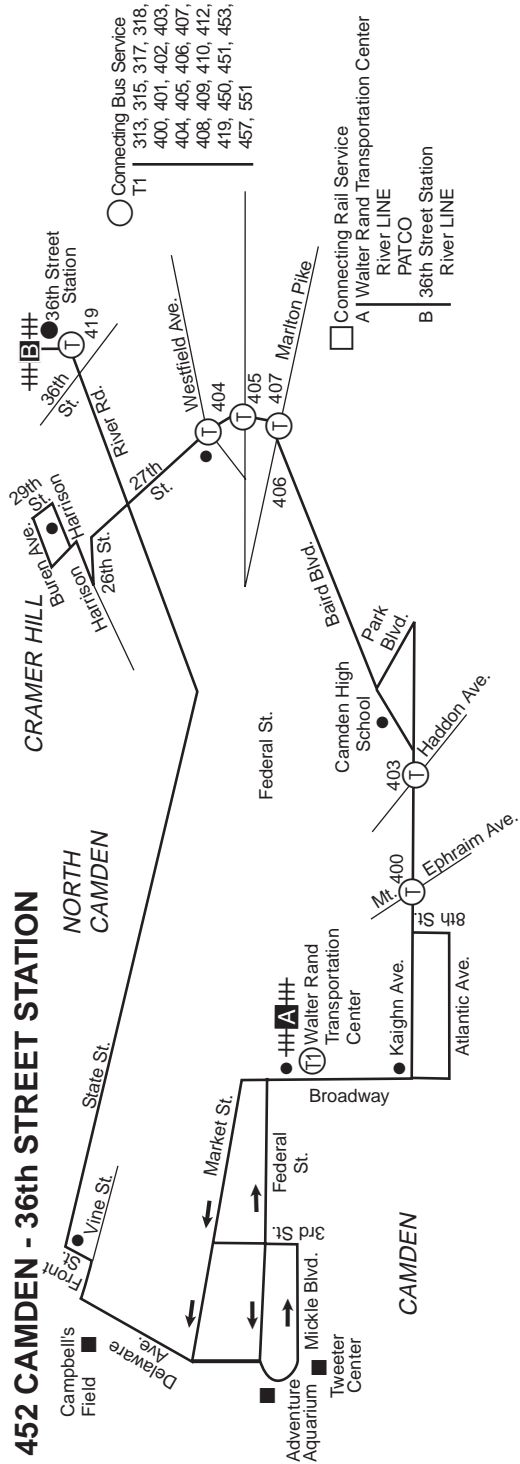 452 CAMDEN - 36th STREET STATION
Campbell's
Field
Front
St.
Vine St.
State St.
NORTH
CAMDEN
CRAMER HILL
Buren Ave.
29th
St.
Harrison
Harrison
26th St.
27th
St.
River Rd.
36th
St.
B
36th Street
Station
T
419
Westfield Ave.
T
404
T
405
T
407
406
Marlton Pike
Baird Blvd.
Park
Blvd.
Camden High
School
Federal St.
403
T
Haddon Ave.
400
T
Mt. Ephraim Ave.
8th St.
Kaighn Ave.
Atlantic Ave.
Broadway
A
T1
Walter Rand
Transportation
Center
Market St.
Federal
St.
3rd St.
Mickle Blvd.
Delaware
Ave.
Adventure
Aquarium
Tweeter
Center
CAMDEN
Connecting Bus Service
T1 313, 315, 317, 318,
400, 401, 402, 403,
404, 405, 406, 407,
408, 409, 410, 412,
419, 450, 451, 453,
457, 551
Connecting Rail Service
A Walter Rand Transportation Center
River LINE
PATCO
B 36th Street Station
River LINE